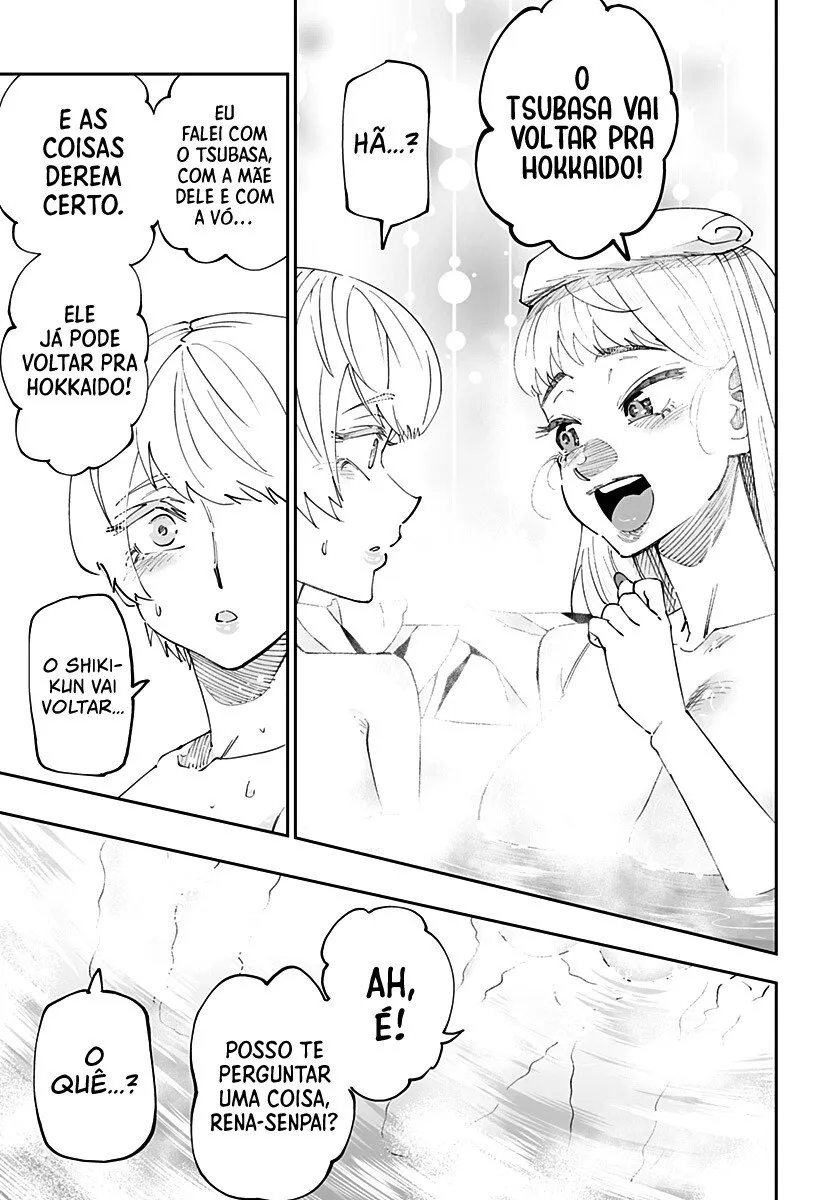 O
TSUBASA VAI
VOLTAR PRA
HOKKAIDO!
HÃ...?
EU
FALEI COM
O TSUBASA,
COM A MÃE
DELE E COM
A VÓ...
E AS
COISAS
DEREM
CERTO.
ELE
JÁ PODE
VOLTAR PRA
HOKKAIDO!
O SHIKI-
KUN VAI
VOLTAR...
AH,
É!
POSSO TE
PERGUNTAR
UMA COISA,
RENA-SENPAI?
O
QUÊ...?